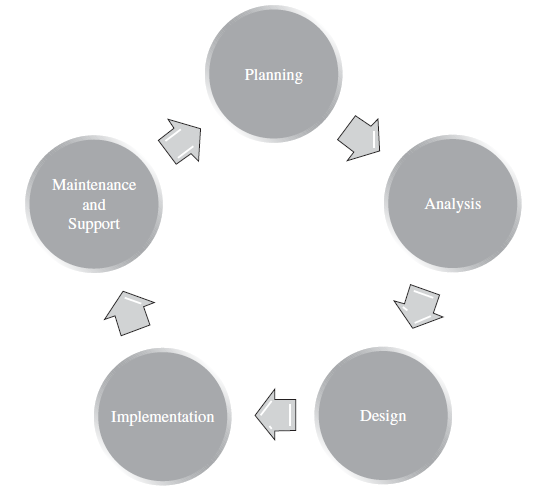 Planning
Analysis
Design
Implementation
Maintenance
and
Support